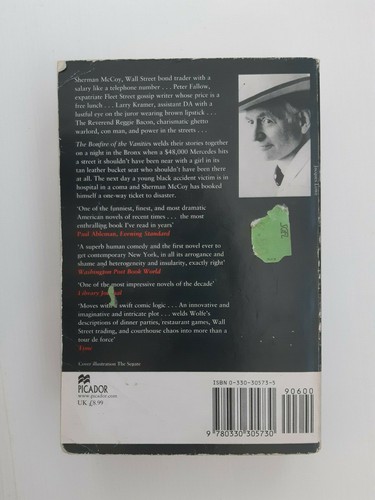 Sherman McCoy, Wall Street bond trader with a
salary like a telephone number . . . Peter Fallow,
expatriate Fleet Street gossip writer whose price is a
free lunch . . . Larry Kramer, assistant DA with a
lustful eye on the juror wearing brown lipstick . . .
The Reverend Reggie Bacon, charismatic ghetto
warlord, con man, and power in the streets . . .
The Bonfire of the Vanities welds their stories together
on a night in the Bronx when a $48,000 Mercedes hits
a street it shouldn't have been near with a girl in its
tan leather bucket seat who shouldn't have been there
at all. The next day a young black accident victim is in
hospital in a coma and Sherman McCoy has booked
himself a one-way ticket to disaster.
'One of the funniest, finest, and most dramatic
American novels of recent times . . . the most
enthralling book I've read in years'
Paul Ableman, Evening Standard
'A superb human comedy and the first novel ever to
get contemporary New York, in all its arrogance and
shame and heterogeneity and insularity, exactly right'
Washington Post Book World
'One of the most impressive novels of the decade'
Library Journal
'Moves with a swift comic logic . . . An innovative and
imaginative and intricate plot . . . welds Wolfe's
descriptions of dinner parties, restaurant games, Wall
Street trading, and courthouse chaos into more than a
tour de force'
Time
Cover illustration The Senate
PICADOR
www.picador.com
UK £8.99
ISBN 0-330-30573-5
90600
9 780330 305730